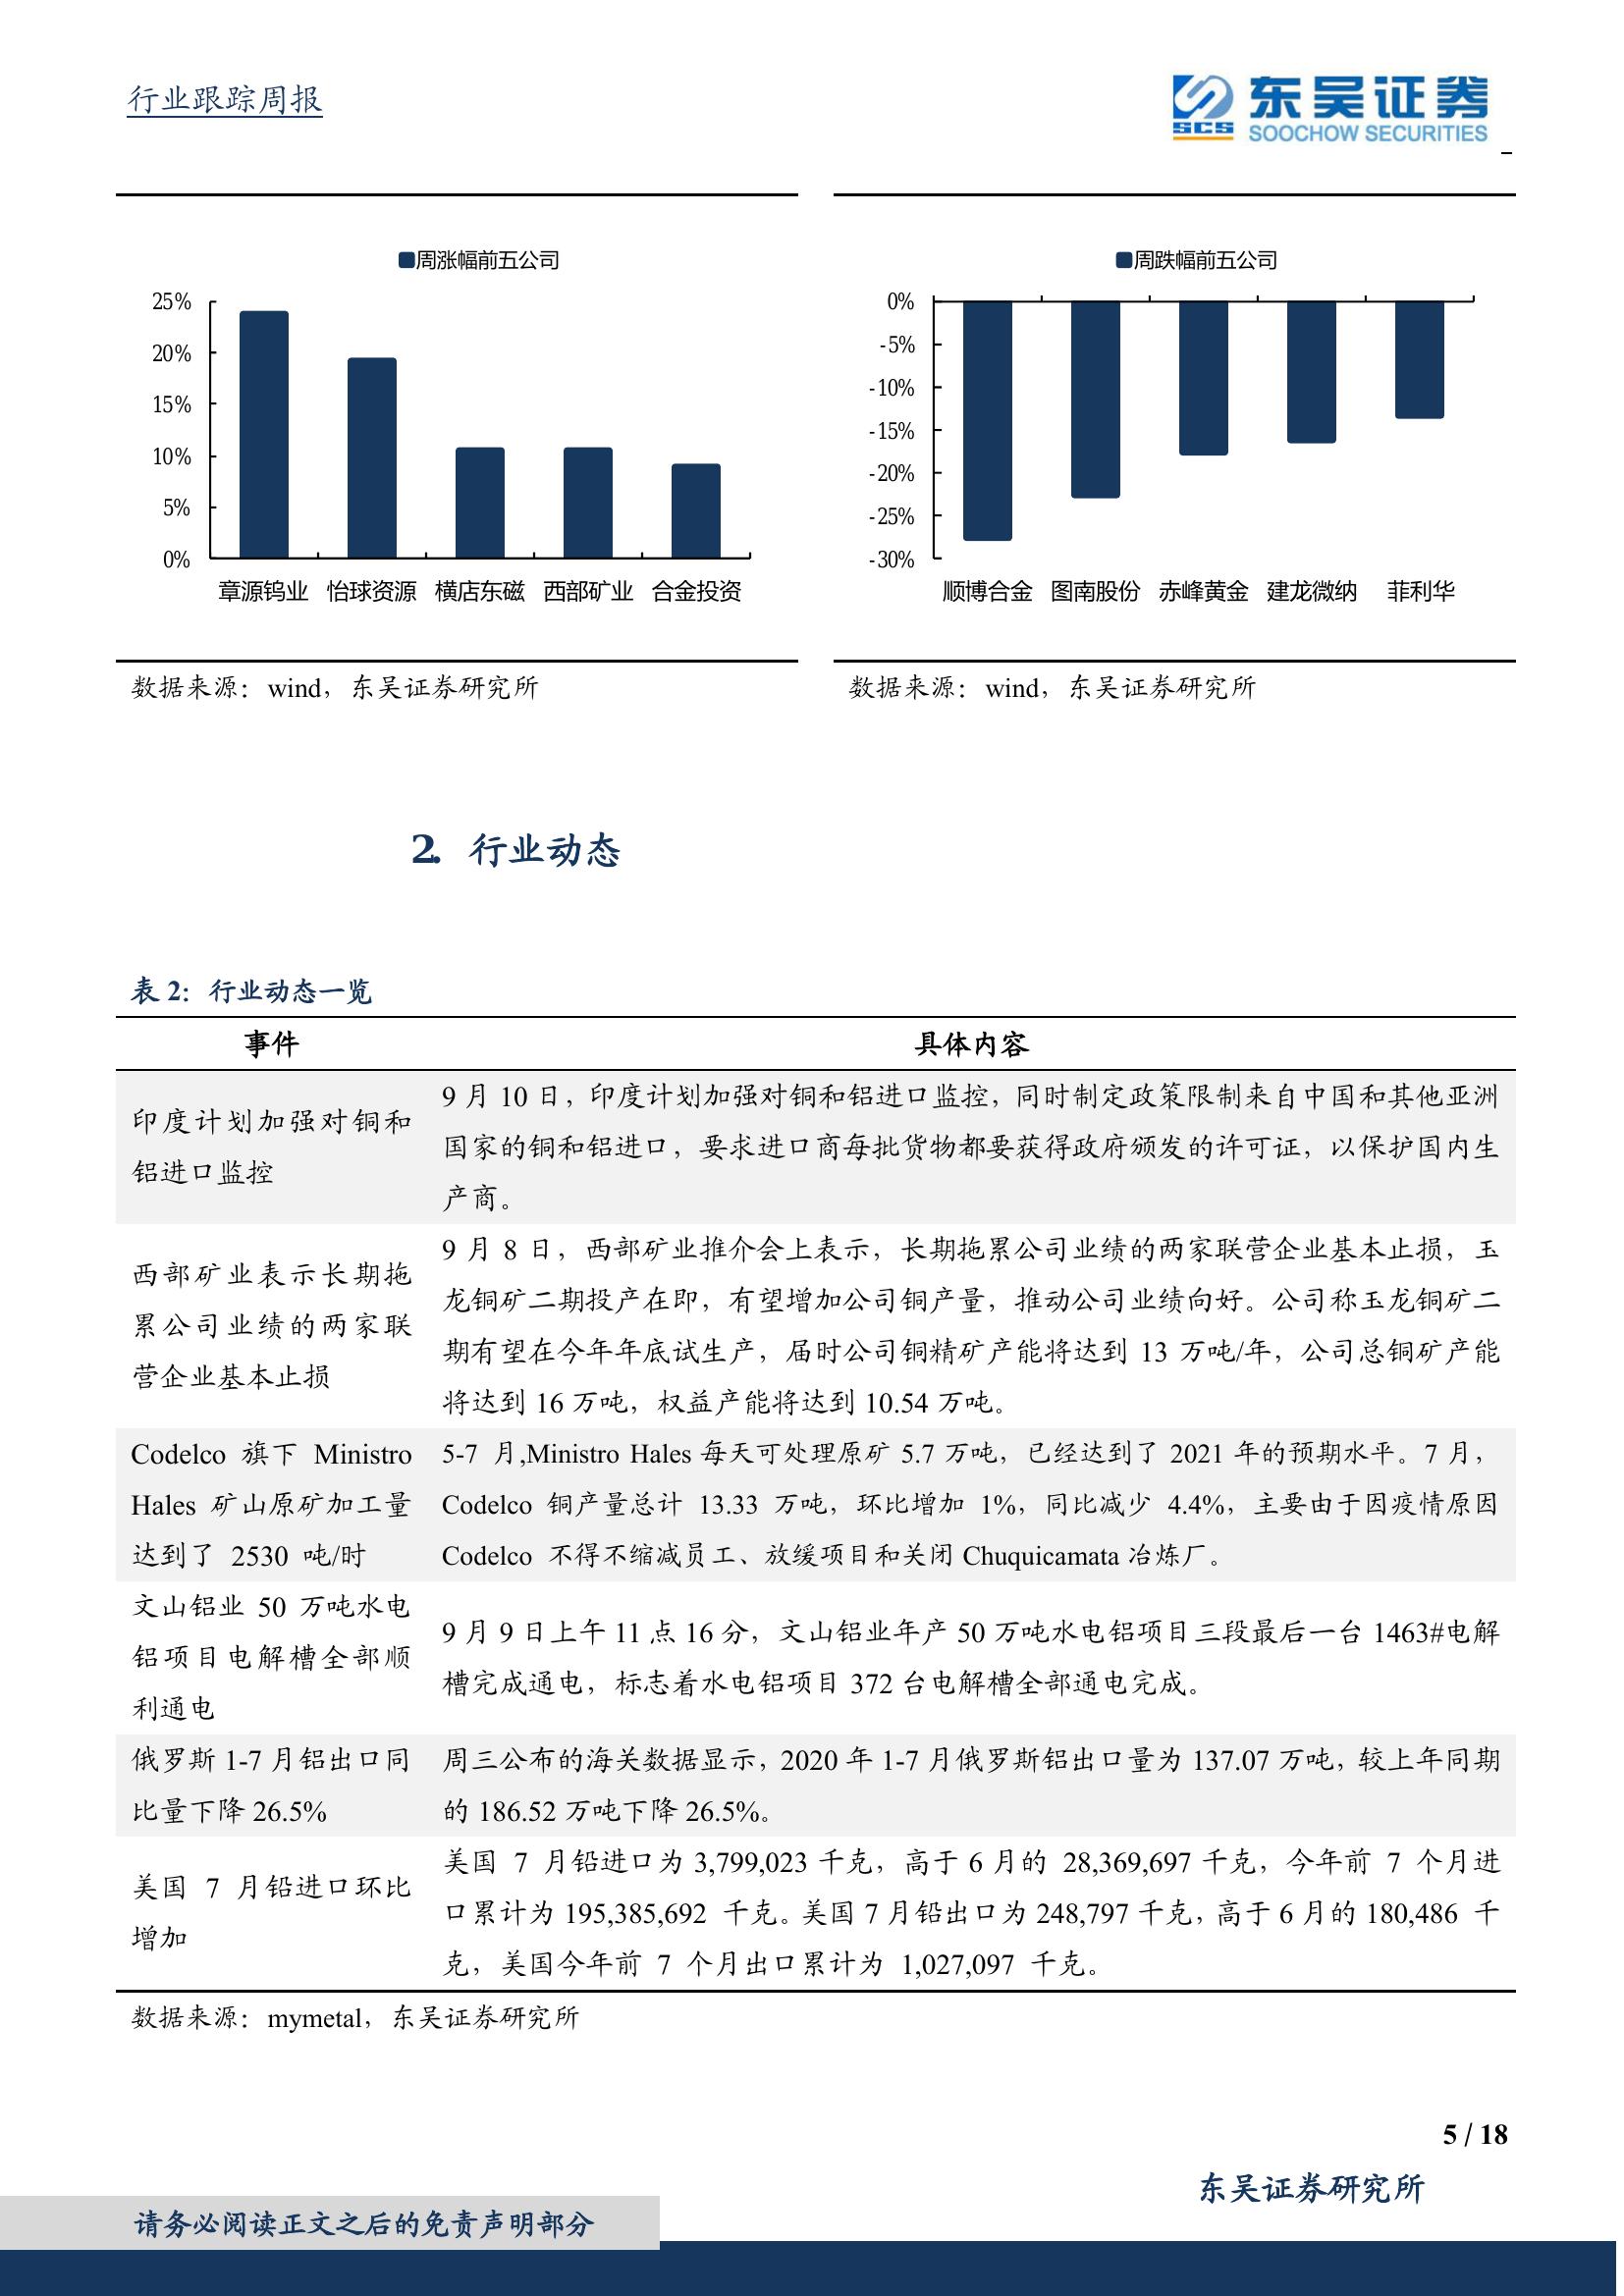 行业跟踪周报
SCS
东吴证券
SOOCHOW SECURITIES
周涨幅前五公司
25%
20%
15%
10%
5%
0%
章源钨业 怡球资源 横店东磁 西部矿业 合金投资
数据来源：wind，东吴证券研究所
周跌幅前五公司
0%
-5%
-10%
-15%
-20%
-25%
-30%
顺博合金 图南股份 赤峰黄金 建龙微纳 菲利华
数据来源：wind，东吴证券研究所
2. 行业动态
表 2：行业动态一览
事件 具体内容
印度计划加强对铜和
铝进口监控
9 月 10 日，印度计划加强对铜和铝进口监控，同时制定政策限制来自中国和其他亚洲
国家的铜和铝进口，要求进口商每批货物都要获得政府颁发的许可证，以保护国内生
产商。
西部矿业表示长期拖
累公司业绩的两家联
营企业基本止损
9 月 8 日，西部矿业推介会上表示，长期拖累公司业绩的两家联营企业基本止损，玉
龙铜矿二期投产在即，有望增加公司铜产量，推动公司业绩向好。公司称玉龙铜矿二
期有望在今年年底试生产，届时公司铜精矿产能将达到 13 万吨/年，公司总铜矿产能
将达到 16 万吨，权益产能将达到 10.54 万吨。
Codelco 旗下 Ministro
Hales 矿山原矿加工量
达到了 2530 吨/时
5-7 月,Ministro Hales 每天可处理原矿 5.7 万吨，已经达到了 2021 年的预期水平。7 月，
Codelco 铜产量总计 13.33 万吨，环比增加 1%，同比减少 4.4%，主要由于因疫情原因
Codelco 不得不缩减员工、放缓项目和关闭 Chuquicamata 冶炼厂。
文山铝业 50 万吨水电
铝项目电解槽全部顺
利通电
9 月 9 日上午 11 点 16 分，文山铝业年产 50 万吨水电铝项目三段最后一台 1463#电解
槽完成通电，标志着水电铝项目 372 台电解槽全部通电完成。
俄罗斯 1-7 月铝出口同
比量下降 26.5%
周三公布的海关数据显示，2020 年 1-7 月俄罗斯铝出口量为 137.07 万吨，较上年同期
的 186.52 万吨下降 26.5%。
美国 7 月铅进口环比
增加
美国 7 月铅进口为 3,799,023 千克，高于 6 月的 28,369,697 千克，今年前 7 个月进
口累计为 195,385,692 千克。美国 7 月铅出口为 248,797 千克，高于 6 月的 180,486 千
克，美国今年前 7 个月出口累计为 1,027,097 千克。
数据来源：mymetal，东吴证券研究所
5 / 18
东吴证券研究所
请务必阅读正文之后的免责声明部分